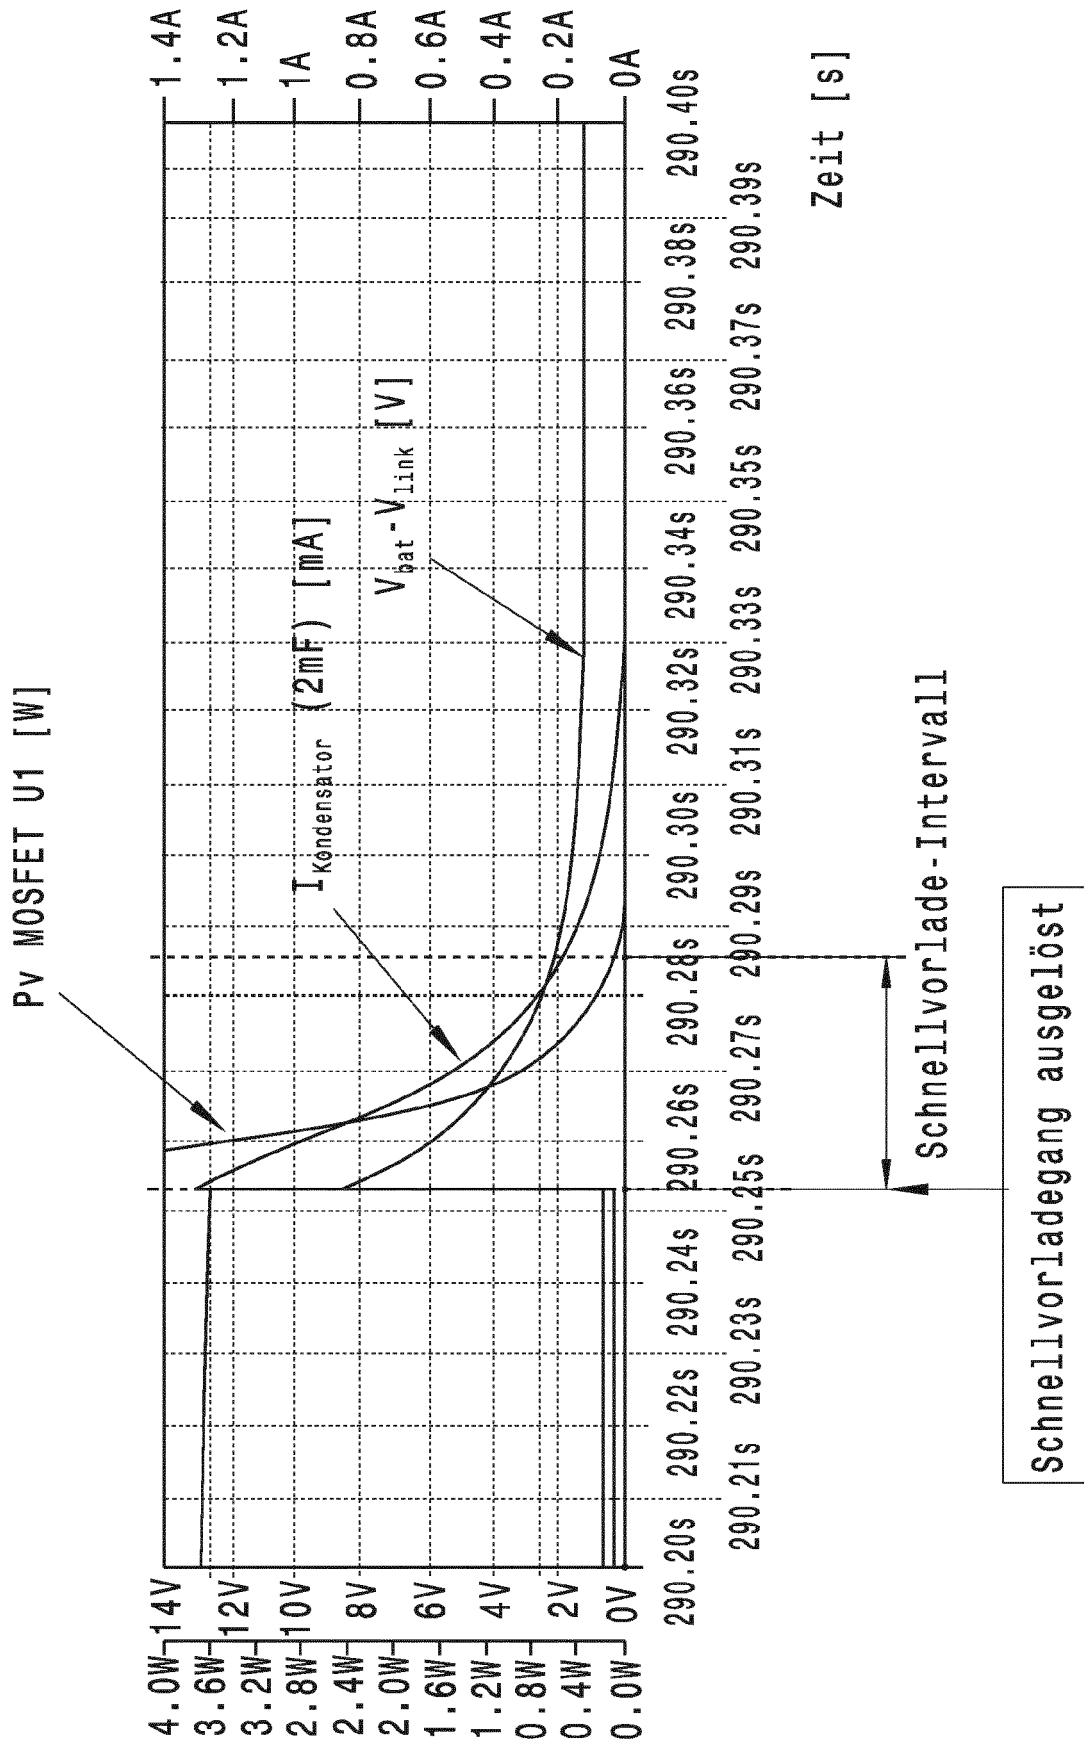 Pv MOSFET U1 [W]
I Kondensator (2mF) [mA]
Vbat-Vlink [V]
4.0W
3.6W
3.2W
2.8W
2.4W
2.0W
1.6W
1.2W
0.8W
0.4W
0.0W
14V
12V
10V
8V
6V
4V
2V
0V
1.4A
1.2A
1A
0.8A
0.6A
0.4A
0.2A
0A
290.20s 290.22s 290.24s 290.26s 290.28s 290.30s 290.32s 290.34s 290.36s 290.38s 290.40s
290.21s 290.23s 290.25s 290.27s 290.29s 290.31s 290.33s 290.35s 290.37s 290.39s
Zeit [s]
Schnellvorlade-Intervall
Schnellvorladegang ausgelöst